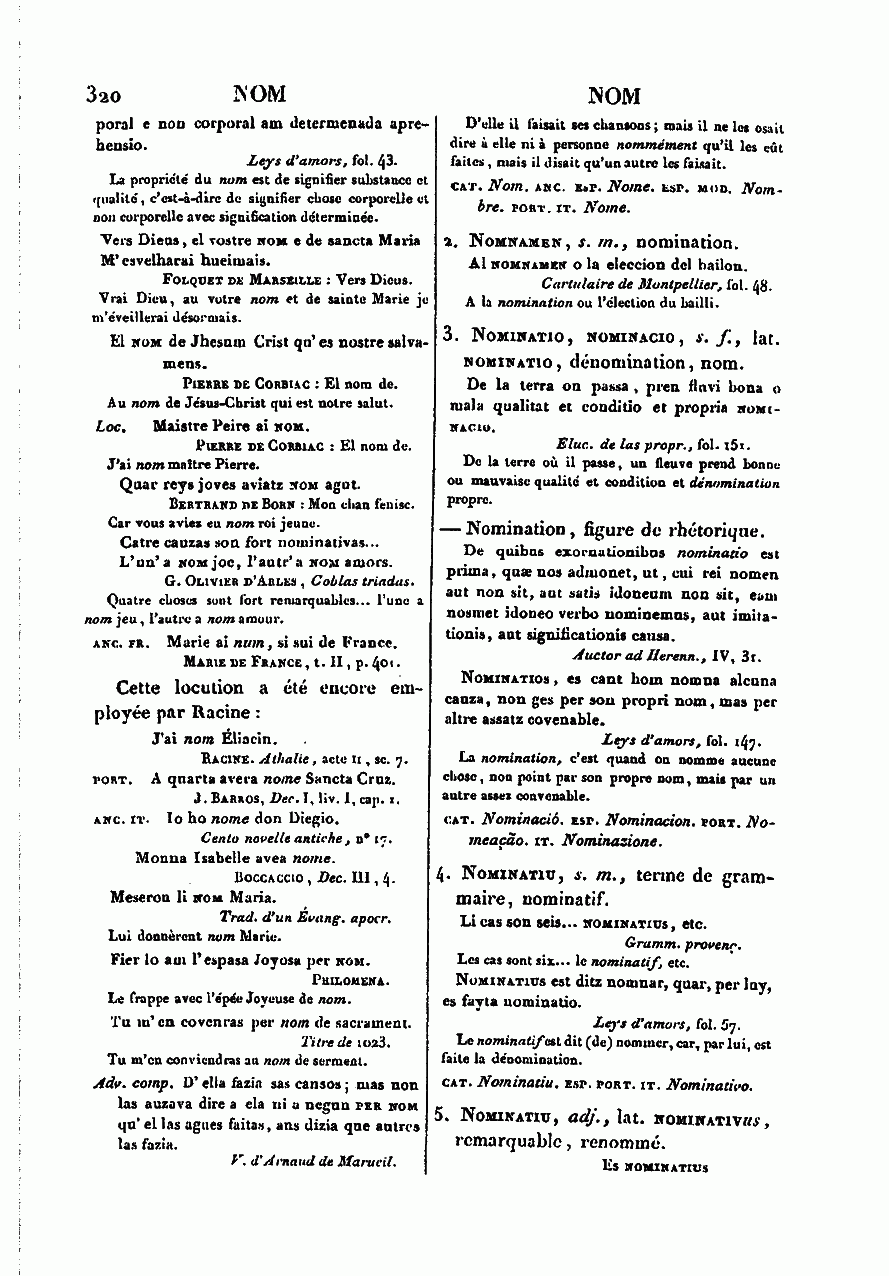 320 NOM NOM
poral e non corporal am determenada apre-
hensio.
Leys d'amors, fol. 43.
La propriété du nom est de signifier substance et
qualité, c'est-à-dire de signifier chose corporelle et
non corporelle avec signification déterminée.
Vers Dieus, el vostre NOM e de sancta Maria
M'esvelharai hueimais.
FOLQUET DE MARSEILLE : Vers Dieus.
Vrai Dieu, au votre nom et de sainte Marie je
m'éveillerai désormais.
El NOM de Jhesum Crist qu'es nostre salva-
mens.
PIERRE DE CORBIAC : El nom de.
Au nom de Jésus-Christ qui est notre salut.
Loc. Maistre Peire ai NOM.
PIERRE DE CORBIAC : El nom de.
J'ai nom maître Pierre.
Quar reys joves aviatz NOM agut.
BERTRAND DE BORN : Mon chan fenisc.
Car vous aviez eu nom roi jeune.
Catre cauzas son fort nominativas...
L'un' a NOM joc, l'autr' a NOM amors.
G. OLIVIER D'ARLES, Coblas triadas.
Quatre choses sont fort remarquables... l'une a
nom jeu, l'autre a nom amour.
ANC. FR. Marie ai num, si sui de France.
MARIE DE FRANCE, t. II, p. 401.
Cette locution a été encore em-
ployée par Racine :
J'ai nom Éliacin.
RACINE. Athalie, acte II, sc. 7.
PORT. A quarta avera nome Sancta Cruz.
J. BARROS, Dec. I, liv. I, cap. 1.
ANC. IT. Io ho nome don Diegio.
Cento novelle antiche, n° 17.
Monna Isabelle avea nome.
BOCCACCIO, Dec. III, 4.
Meseron li NOM Maria.
Trad. d'un Évang. apocr.
Lui donnèrent nom Marie.
Fier lo am l'espasa Joyosa per NOM.
PHILOMENA.
Le frappe avec l'épée Joyeuse de nom.
Tu m'en covenras per nom de sacrament.
Titre de 1023.
Tu m'en conviendras au nom de serment.
Adv. comp. D'ella fazia sas cansos; mas non
las auzava dire a ela ni a negun PER NOM
qu'el las agues faitas, ans dizia que autres
las fazia.
V. d'Arnaud de Marueil.
D'elle il faisait ses chansons; mais il ne les osait
dire à elle ni à personne nommément qu'il les eût
faites, mais il disait qu'un autre les faisait.
CAT. Nom. ANC. ESP. Nome. ESP. MOD. Nom-
bre. PORT. IT. Nome.
2. NOMNAMEN, s. m., nomination.
Al NOMNAMEN o la eleccion del bailon.
Cartulaire de Montpellier, fol. 48.
A la nomination ou l'élection du bailli.
3. NOMINATIO, NOMINACIO, s. f., lat.
NOMINATIO, dénomination, nom.
De la terra on passa, pren fluvi bona o
mala qualitat et conditio et propria NOMI-
NACIO.
Eluc. de las propr., fol. 151.
De la terre où il passe, un fleuve prend bonne
ou mauvaise qualité et condition et dénomination
propre.
— Nomination, figure de rhétorique.
De quibus exornationibus nominatio est
prima, quæ nos admonet, ut, cui rei nomen
aut non sit, aut satis idoneum non sit, eam
nosmet idoneo verbo nominemus, aut imita-
tionis, aut significationis causa.
Auctor ad Herenn., IV, 31.
NOMINATIOS, es cant hom nomna alcuna
cauza, non ges per son propri nom, mas per
altre assatz covenable.
Leys d'amors, fol. 147.
La nomination, c'est quand on nomme aucune
chose, non point par son propre nom, mais par un
autre assez convenable.
CAT. Nominació. ESP. Nominacion. PORT. No-
meação. IT. Nominazione.
4. NOMINATIU, s. m., terme de gram-
maire, nominatif.
Li cas son seis... NOMINATIUS, etc.
Gramm. provenç.
Les cas sont six... le nominatif, etc.
NOMINATIUS est ditz nomnar, quar, per luy,
es fayta nominatio.
Leys d'amors, fol. 57.
Le nominatif est dit (de) nommer, car, par lui, est
faite la dénomination.
CAT. Nominatiu. ESP. PORT. IT. Nominativo.
5. NOMINATIU, adj., lat. NOMINATIVus,
remarquable, renommé.
Es NOMINATIUS